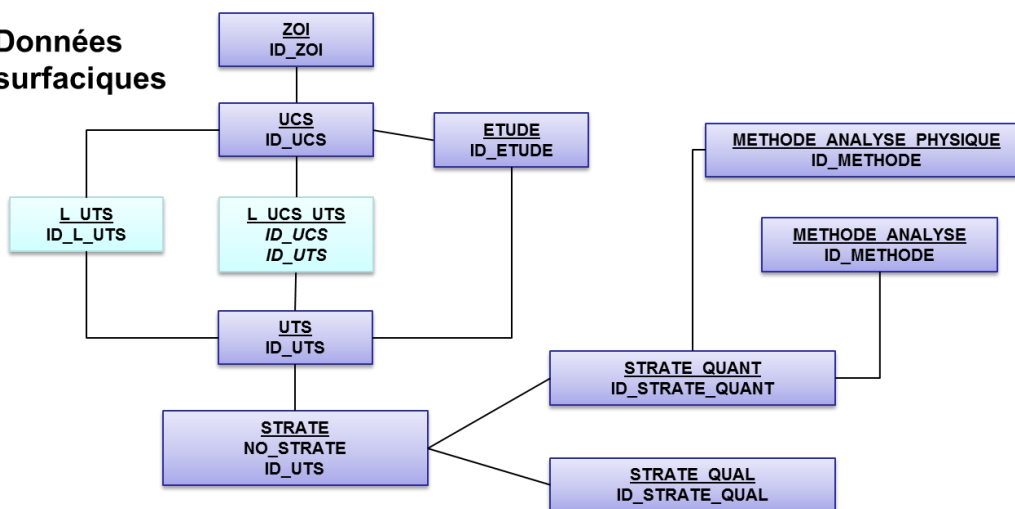 Données
surfaciques
ZOI
ID_ZOI
UCS
ID_UCS
ETUDE
ID_ETUDE
METHODE_ANALYSE_PHYSIQUE
ID_METHODE
L_UTS
ID_L_UTS
L_UCS_UTS
ID_UCS
ID_UTS
METHODE_ANALYSE
ID_METHODE
UTS
ID_UTS
STRATE_QUANT
ID_STRATE_QUANT
STRATE
NO_STRATE
ID_UTS
STRATE_QUAL
ID_STRATE_QUAL